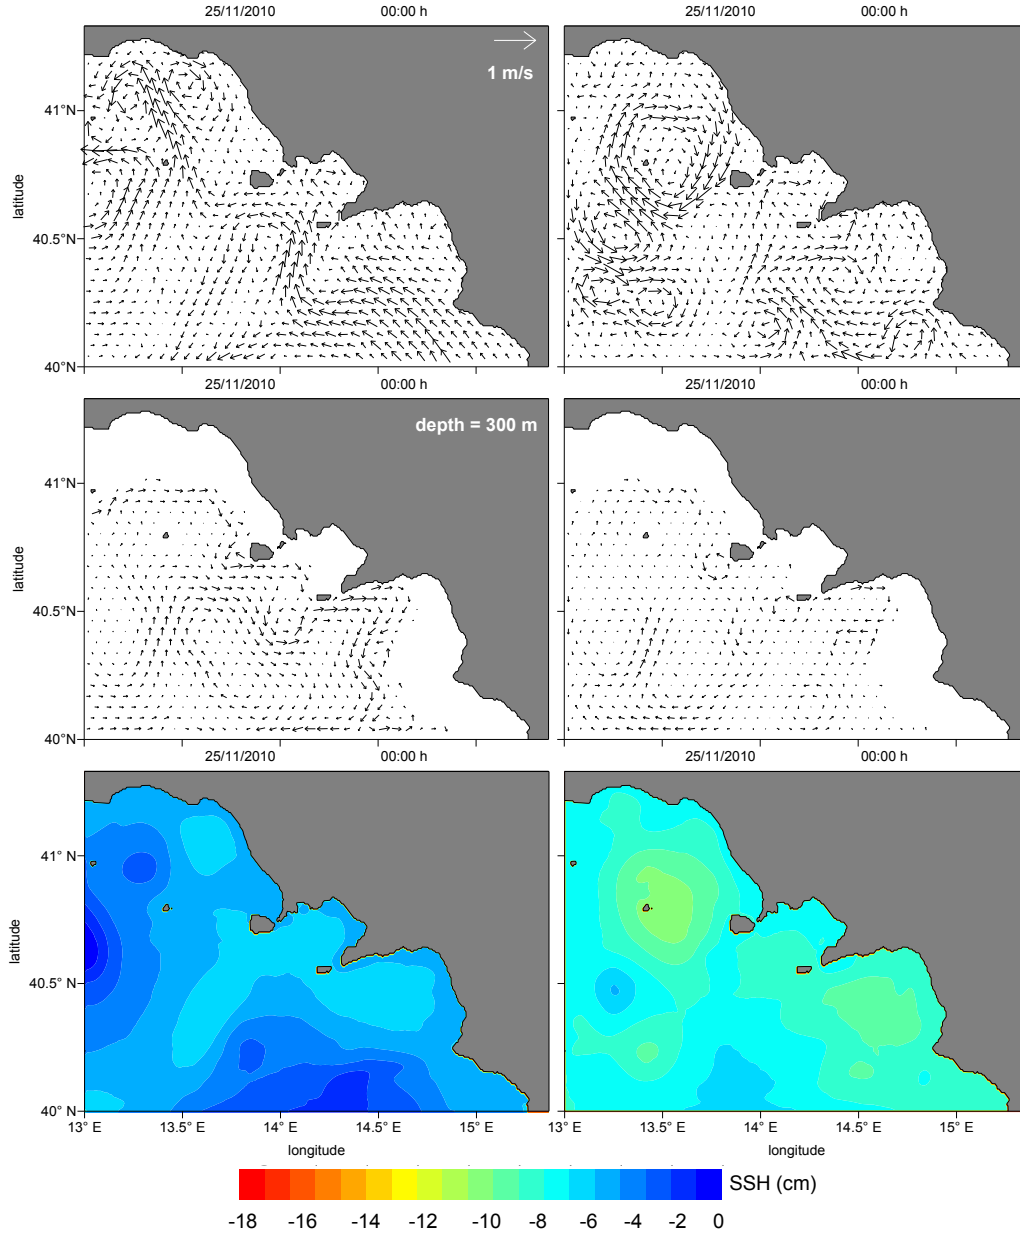 25/11/2010 00:00 h 25/11/2010 00:00 h
1 m/s
latitude
41°N
40.5°N
40°N
25/11/2010 00:00 h 25/11/2010 00:00 h
depth = 300 m
latitude
41°N
40.5°N
40°N
25/11/2010 00:00 h 25/11/2010 00:00 h
latitude
41° N
40.5° N
40° N
13° 13.5° E 14° E 14.5° E 15° E 13° E 13.5° E 14° E 14.5° E 15° E
longitude longitude
SSH (cm)
-18 -16 -14 -12 -10 -8 -6 -4 -2 0